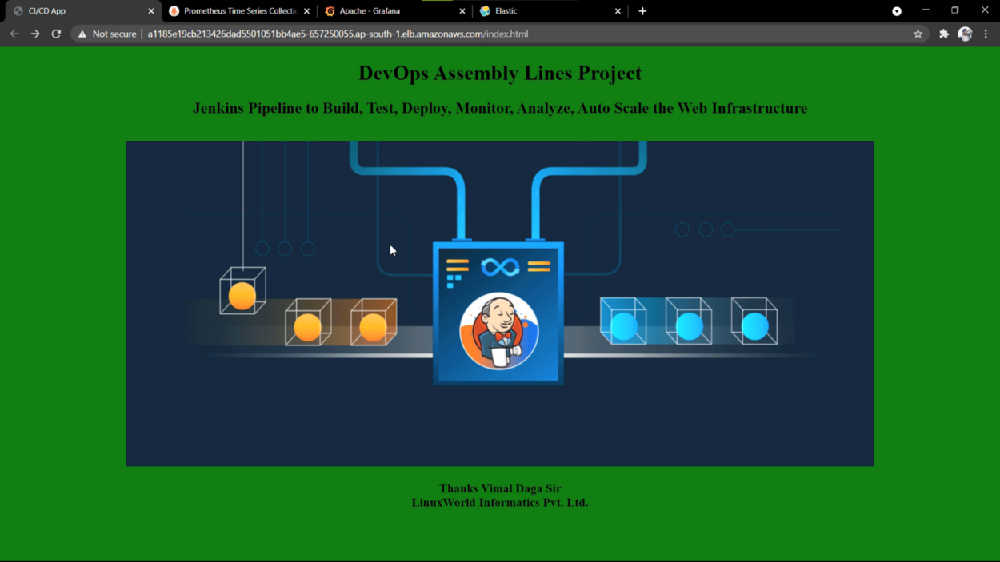 CI/CD App
Prometheus Time Series Collectio
Apache - Grafana
Elastic
Not secure
a1185e19cb213426dad5501051bb4ae5-657250055.ap-south-1.elb.amazonaws.com/index.html
DevOps Assembly Lines Project
Jenkins Pipeline to Build, Test, Deploy, Monitor, Analyze, Auto Scale the Web Infrastructure
Thanks Vimal Daga Sir
LinuxWorld Informatics Pvt. Ltd.